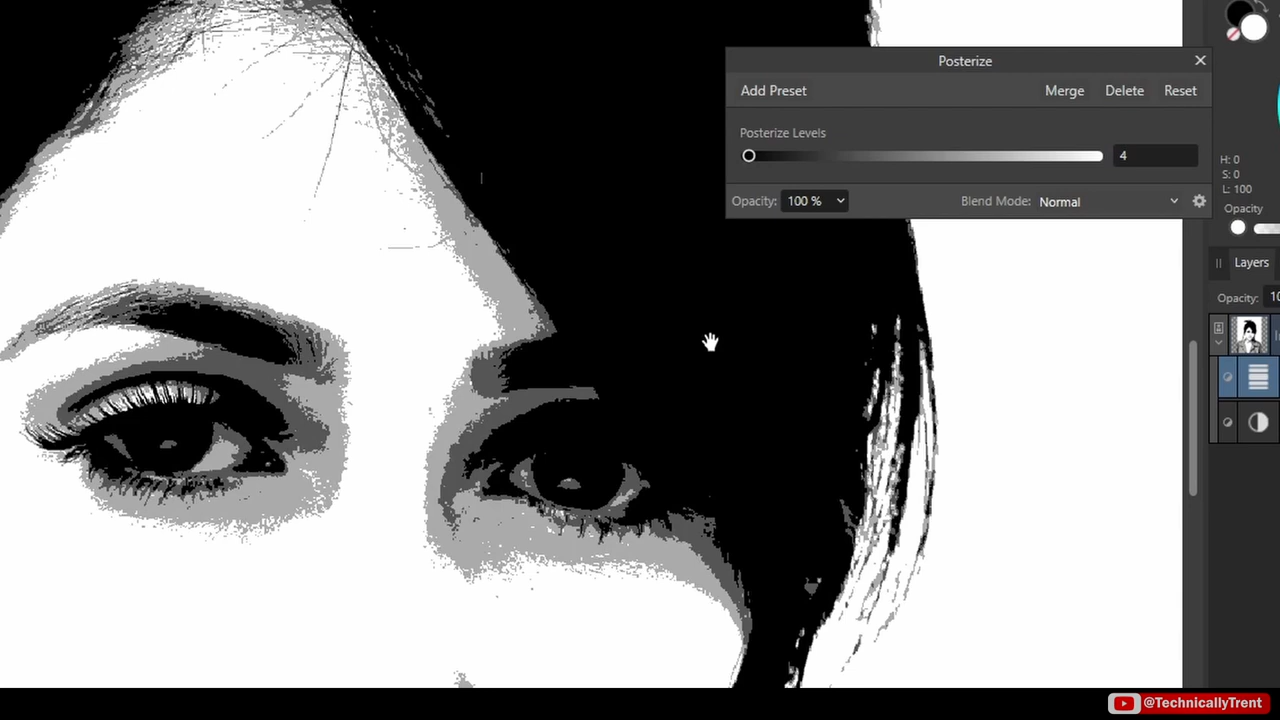 Posterize
Add Preset Merge Delete Reset
Posterize Levels
4
Opacity: 100 % Blend Mode: Normal
H: 0
S: 0
L: 100
Opacity
Layers
Opacity: 10
@TechnicallyTrent